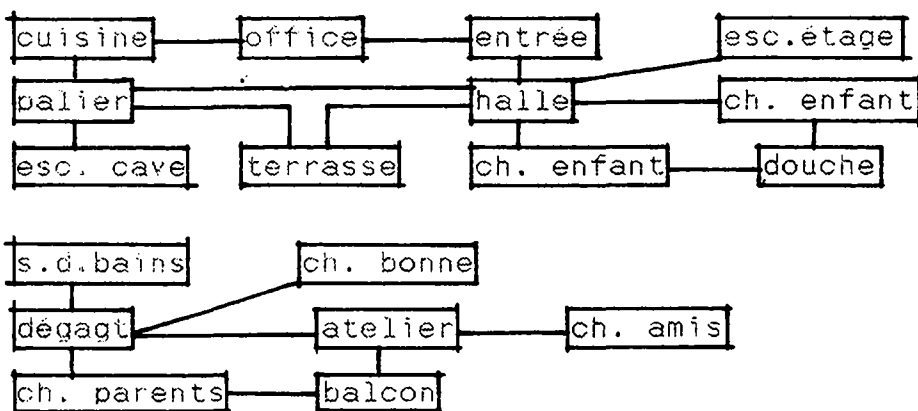 cuisine office entrée esc.étage
palier halle ch. enfant
esc. cave terrasse ch. enfant douche
s.d.bains ch. bonne
dégagt atelier ch. amis
ch. parents balcon